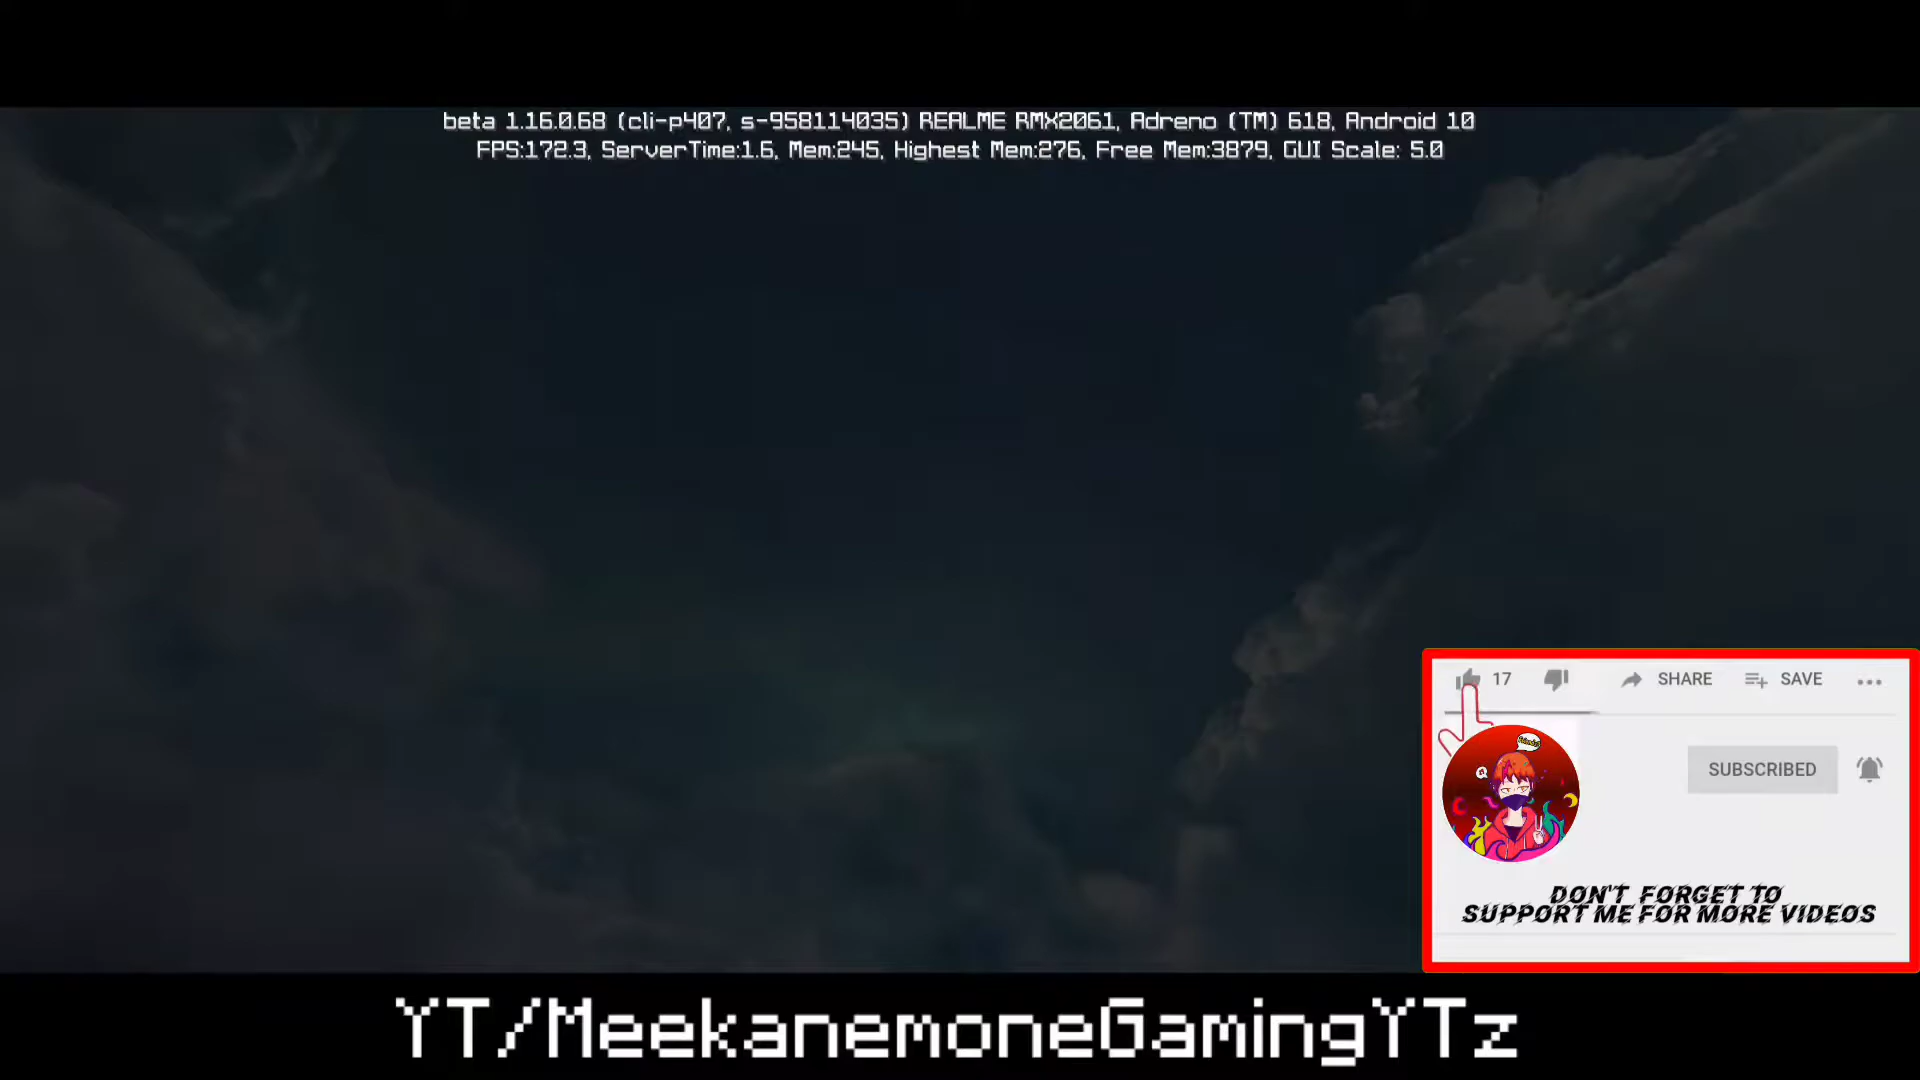 beta 1.16.0.68 (cli-p407, s-958114035) REALME RMX2061, Adreno (TM) 618, Android 10
FPS:172.3, ServerTime:1.6, Mem:245, Highest Mem:276, Free Mem:3879, GUI Scale: 5.0
17 SHARE SAVE
SUBSCRIBED
DON'T FORGET TO
SUPPORT ME FOR MORE VIDEOS
YT/MeekanemoneGamingYTz